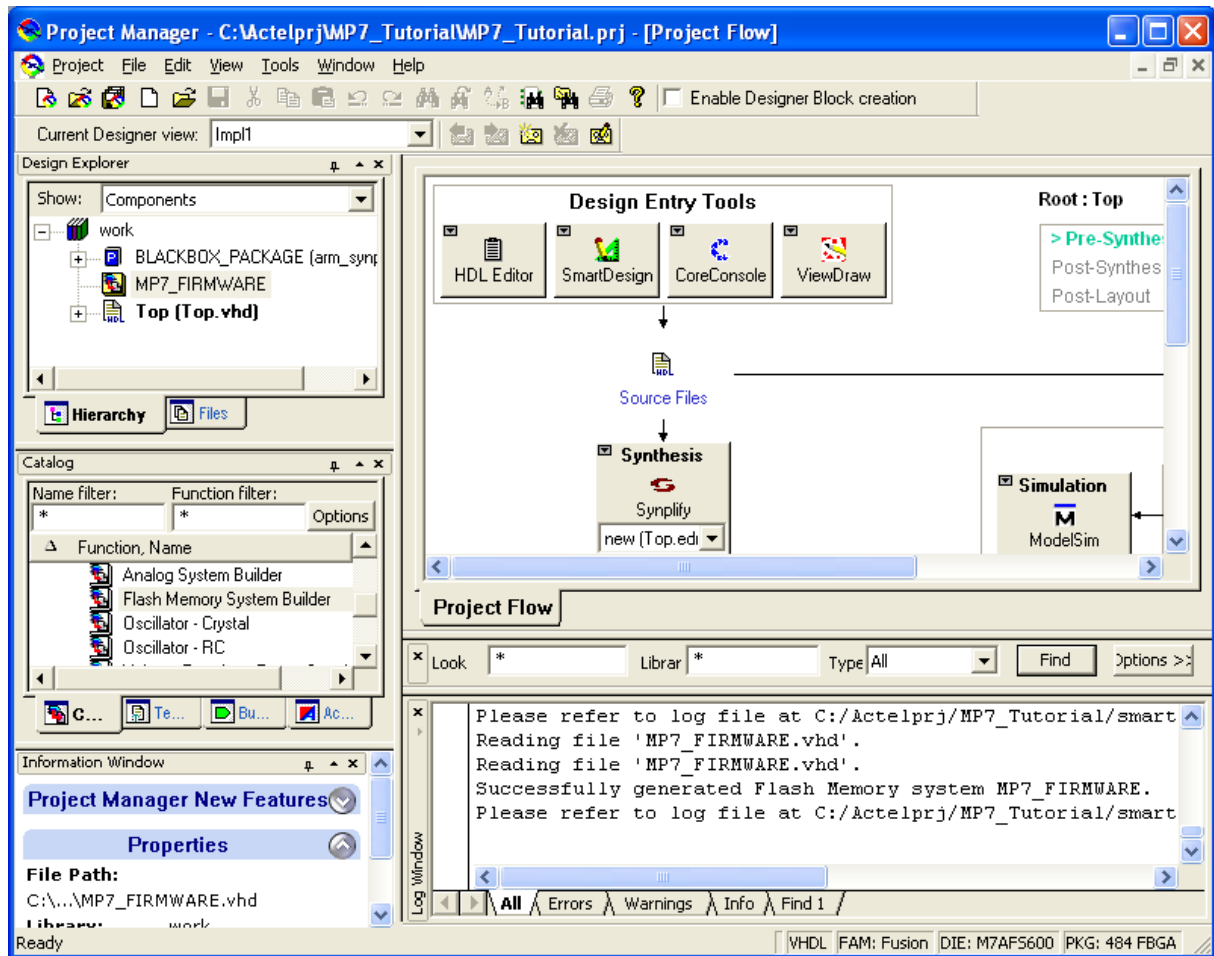 Project Manager - C:\Actelprj\MP7_Tutorial\MP7_Tutorial.prj - [Project Flow]
Project File Edit View Tools Window Help
Enable Designer Block creation
Current Designer view: Impl1
Design Explorer
Show: Components
work
BLACKBOX_PACKAGE (arm_synp
MP7_FIRMWARE
HDL Top (Top.vhd)
Hierarchy Files
Catalog
Name filter: Function filter:
* * Options
Function, Name
Analog System Builder
Flash Memory System Builder
Oscillator - Crystal
Oscillator - RC
C... Te... Bu... Ac...
Information Window
Project Manager New Features
Properties
File Path:
C:\...\MP7_FIRMWARE.vhd
Library: work
Design Entry Tools
HDL Editor SmartDesign CoreConsole ViewDraw
Root : Top
> Pre-Synthe
Post-Synthes
Post-Layout
HDL
Source Files
Synthesis
Synplify
new (Top.edi
Simulation
M
ModelSim
Project Flow
Look * Librar * Type All Find Options >>
Please refer to log file at C:/Actelprj/MP7_Tutorial/smart
Reading file 'MP7_FIRMWARE.vhd'.
Reading file 'MP7_FIRMWARE.vhd'.
Successfully generated Flash Memory system MP7_FIRMWARE.
Please refer to log file at C:/Actelprj/MP7_Tutorial/smart
Log Window
All Errors Warnings Info Find 1
Ready
VHDL FAM: Fusion DIE: M7AFS600 PKG: 484 FBGA